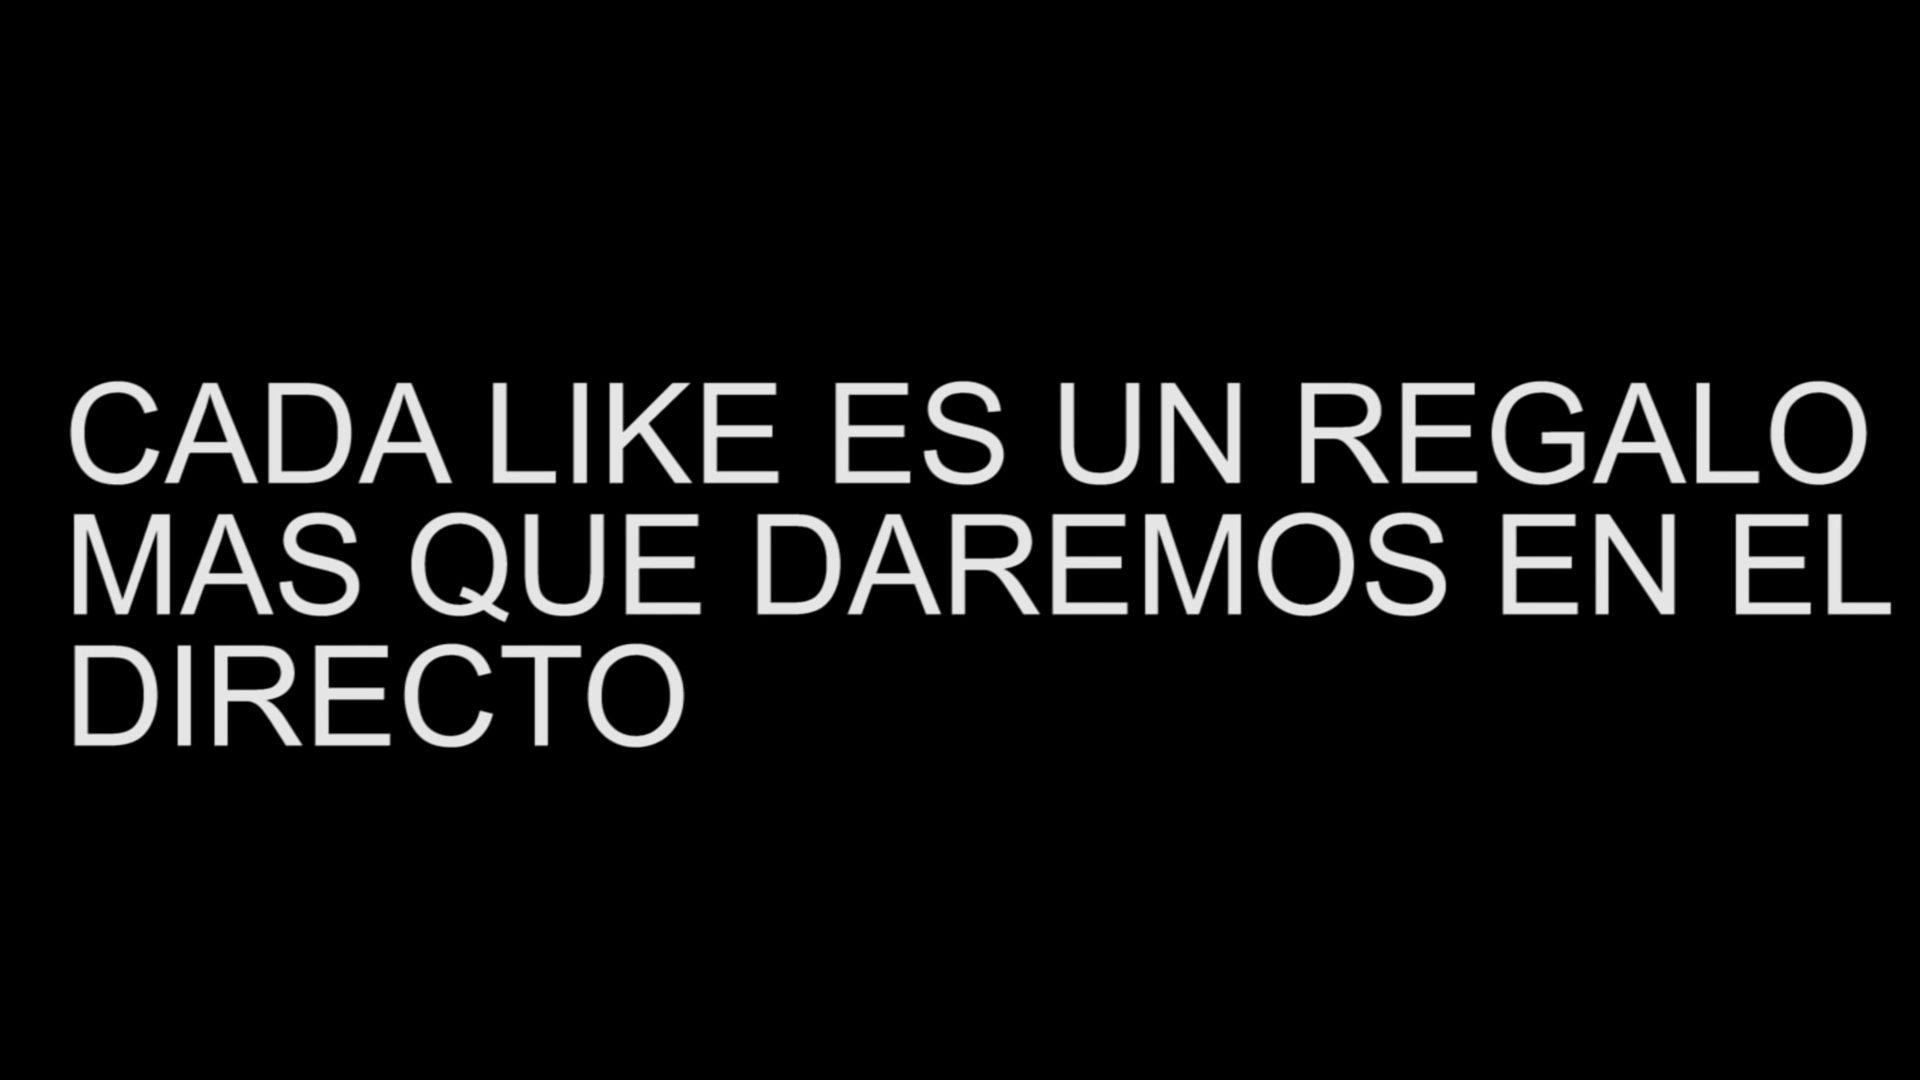 CADA LIKE ES UN REGALO
MAS QUE DAREMOS EN EL
DIRECTO